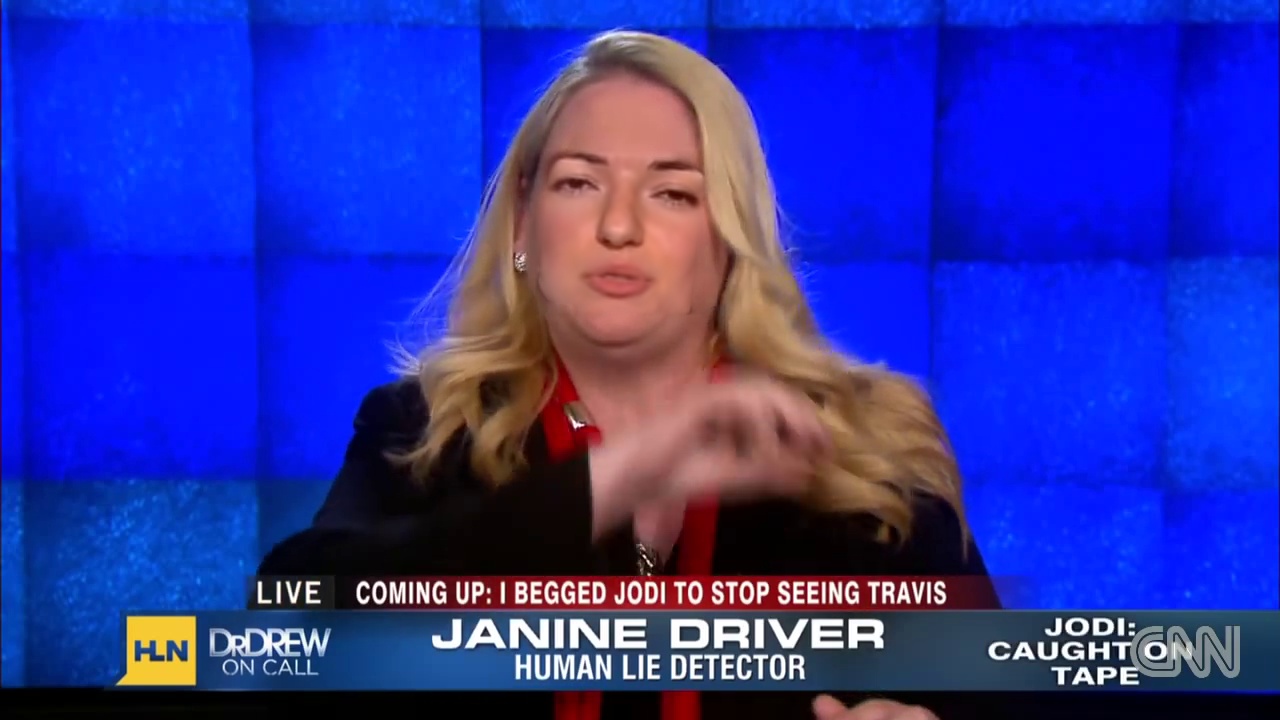 LIVE COMING UP: I BEGGED JODI TO STOP SEEING TRAVIS
HLN
DR DREW
ON CALL
JANINE DRIVER
HUMAN LIE DETECTOR
JODI:
CAUGHT ON
TAPE
CNN